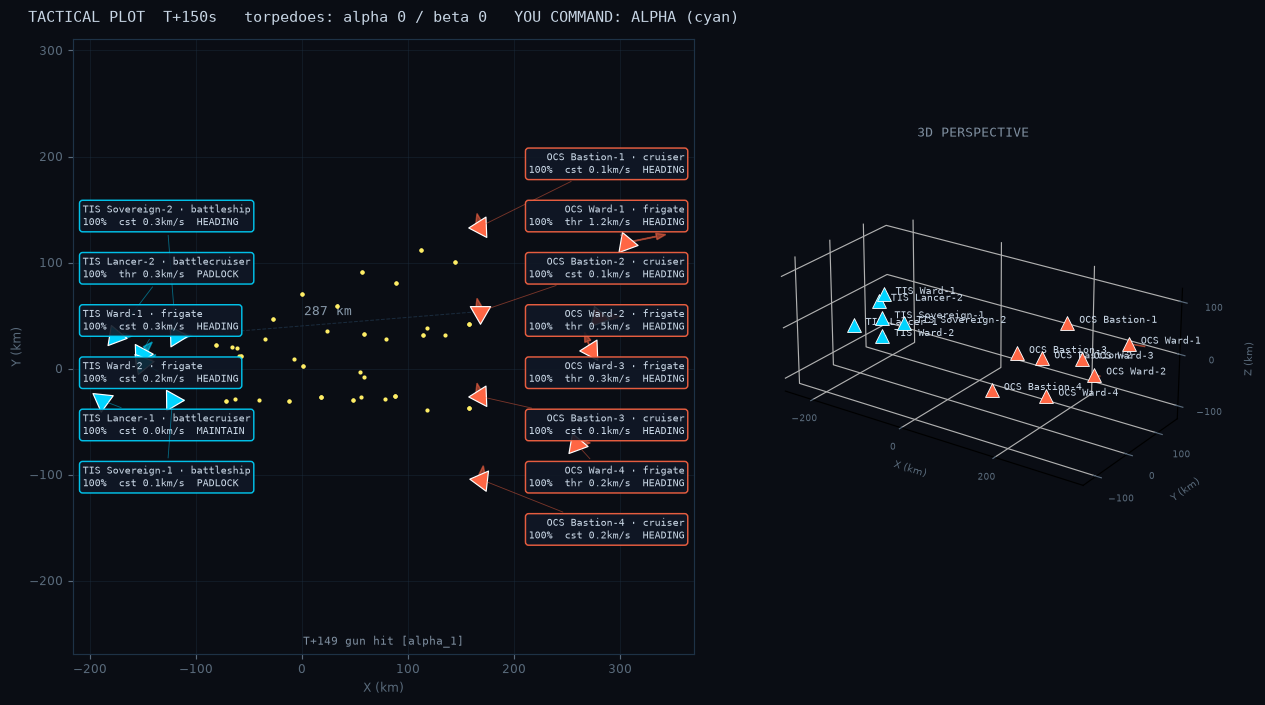 TACTICAL PLOT  T+150s   torpedoes: alpha 0 / beta 0   YOU COMMAND: ALPHA (cyan)
300
200
100
0
−100
−200
Y (km)
−200
−100
0
100
200
300
X (km)
TIS Sovereign-2 · battleship
100%  cst 0.3km/s  HEADING
TIS Lancer-2 · battlecruiser
100%  thr 0.3km/s  PADLOCK
TIS Ward-1 · frigate
100%  cst 0.3km/s  HEADING
TIS Ward-2 · frigate
100%  cst 0.2km/s  HEADING
TIS Lancer-1 · battlecruiser
100%  cst 0.0km/s  MAINTAIN
TIS Sovereign-1 · battleship
100%  cst 0.1km/s  PADLOCK
287 km
OCS Bastion-1 · cruiser
100%  cst 0.1km/s  HEADING
OCS Ward-1 · frigate
100%  thr 1.2km/s  HEADING
OCS Bastion-2 · cruiser
100%  cst 0.1km/s  HEADING
OCS Ward-2 · frigate
100%  thr 0.5km/s  HEADING
OCS Ward-3 · frigate
100%  thr 0.3km/s  HEADING
OCS Bastion-3 · cruiser
100%  cst 0.1km/s  HEADING
OCS Ward-4 · frigate
100%  thr 0.2km/s  HEADING
OCS Bastion-4 · cruiser
100%  cst 0.2km/s  HEADING
T+149 gun hit [alpha_1]
3D PERSPECTIVE
TIS Ward-1
TIS Lancer-2
TIS Sovereign-1
Sovereign-2
TIS Ward-2
OCS Bastion-1
OCS Ward-1
OCS Bastion-3
Ward-3
OCS Ward-2
OCS Bastion-4
OCS Ward-4
−200
0
200
X (km)
−100
0
100
Y (km)
100
0
−100
Z (km)